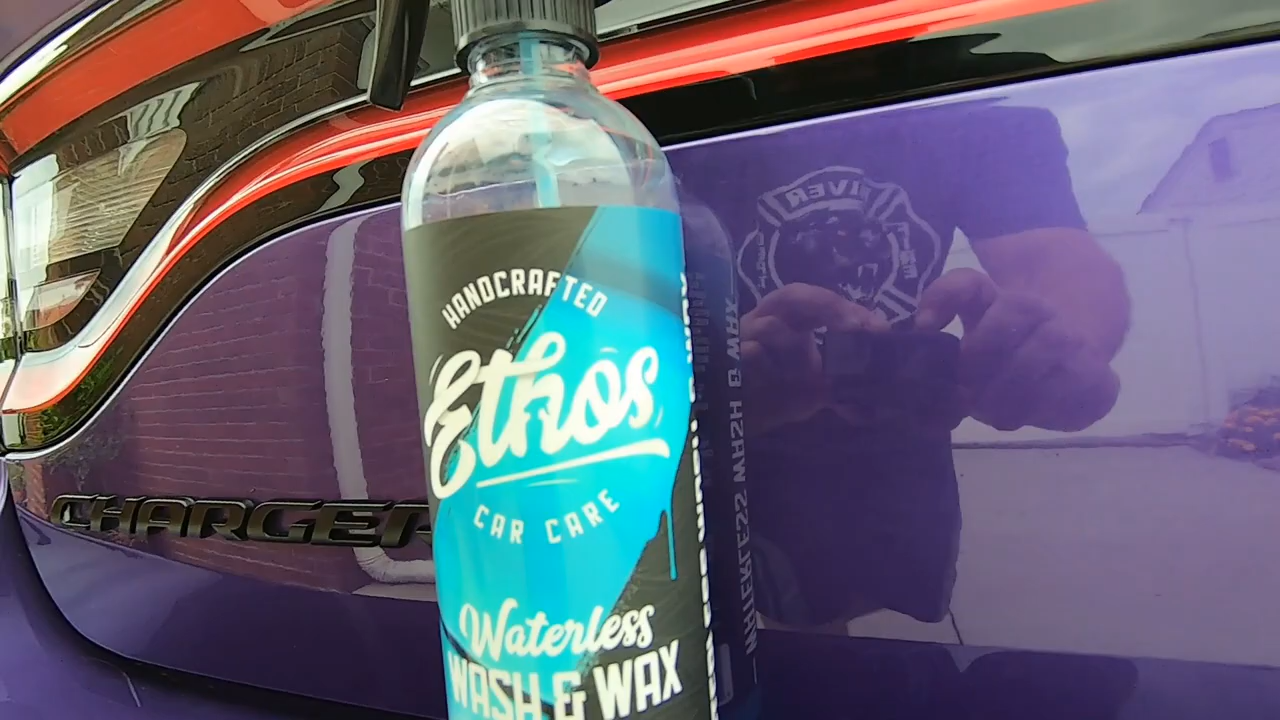 HANDCRAFTED
Ethos
CAR CARE
Waterless
WASH & WAX
CHARGER